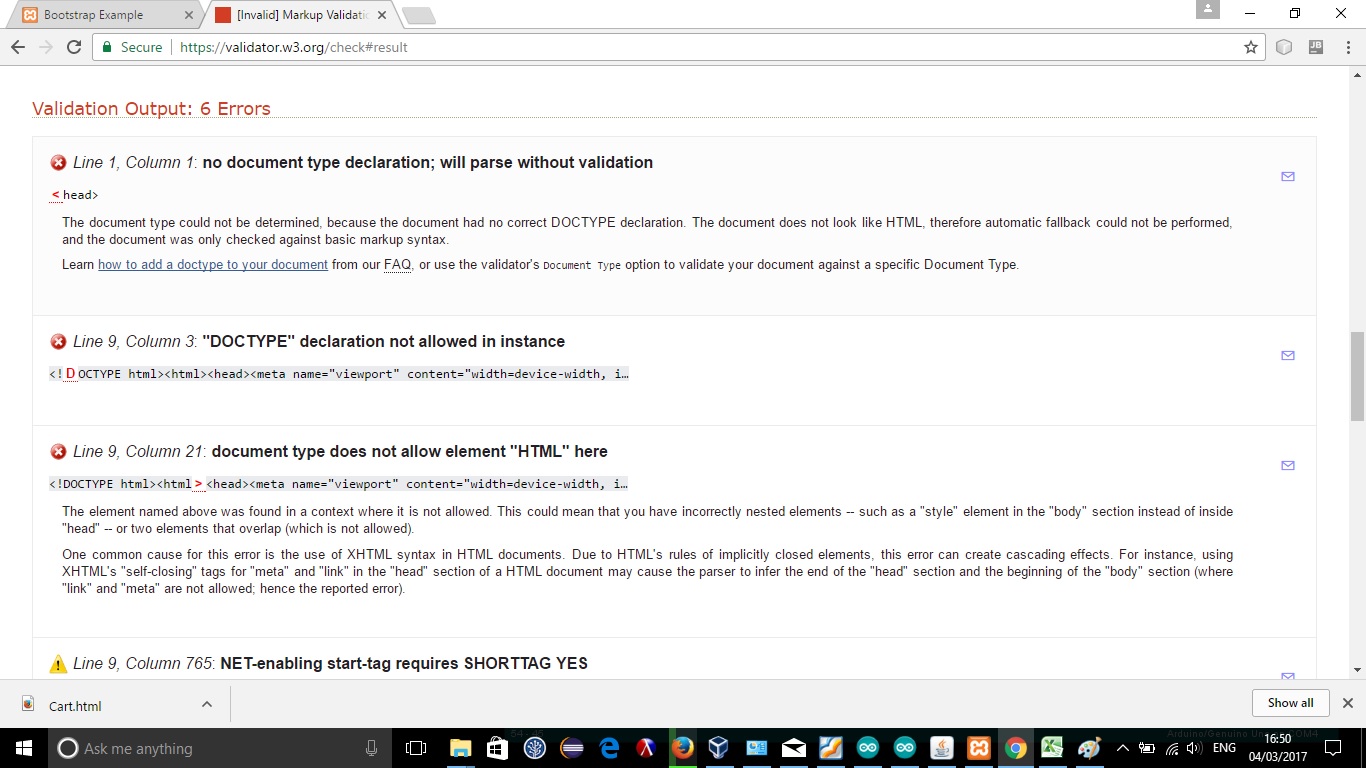 Bootstrap Example
[Invalid] Markup Validatio
Secure
https://validator.w3.org/check#result
JB
Validation Output: 6 Errors
Line 1, Column 1: no document type declaration; will parse without validation
<head>
The document type could not be determined, because the document had no correct DOCTYPE declaration. The document does not look like HTML, therefore automatic fallback could not be performed,
and the document was only checked against basic markup syntax.
Learn how to add a doctype to your document from our FAQ, or use the validator's Document Type option to validate your document against a specific Document Type.
Line 9, Column 3: "DOCTYPE" declaration not allowed in instance
<!DOCTYPE html><html><head><meta name="viewport" content="width=device-width, i…
Line 9, Column 21: document type does not allow element "HTML" here
<!DOCTYPE html><html><head><meta name="viewport" content="width=device-width, i…
The element named above was found in a context where it is not allowed. This could mean that you have incorrectly nested elements -- such as a "style" element in the "body" section instead of inside
"head" -- or two elements that overlap (which is not allowed).
One common cause for this error is the use of XHTML syntax in HTML documents. Due to HTML's rules of implicitly closed elements, this error can create cascading effects. For instance, using
XHTML's "self-closing" tags for "meta" and "link" in the "head" section of a HTML document may cause the parser to infer the end of the "head" section and the beginning of the "body" section (where
"link" and "meta" are not allowed; hence the reported error).
Line 9, Column 765: NET-enabling start-tag requires SHORTTAG YES
Cart.html
Show all
Ask me anything
ENG
16:50
04/03/2017